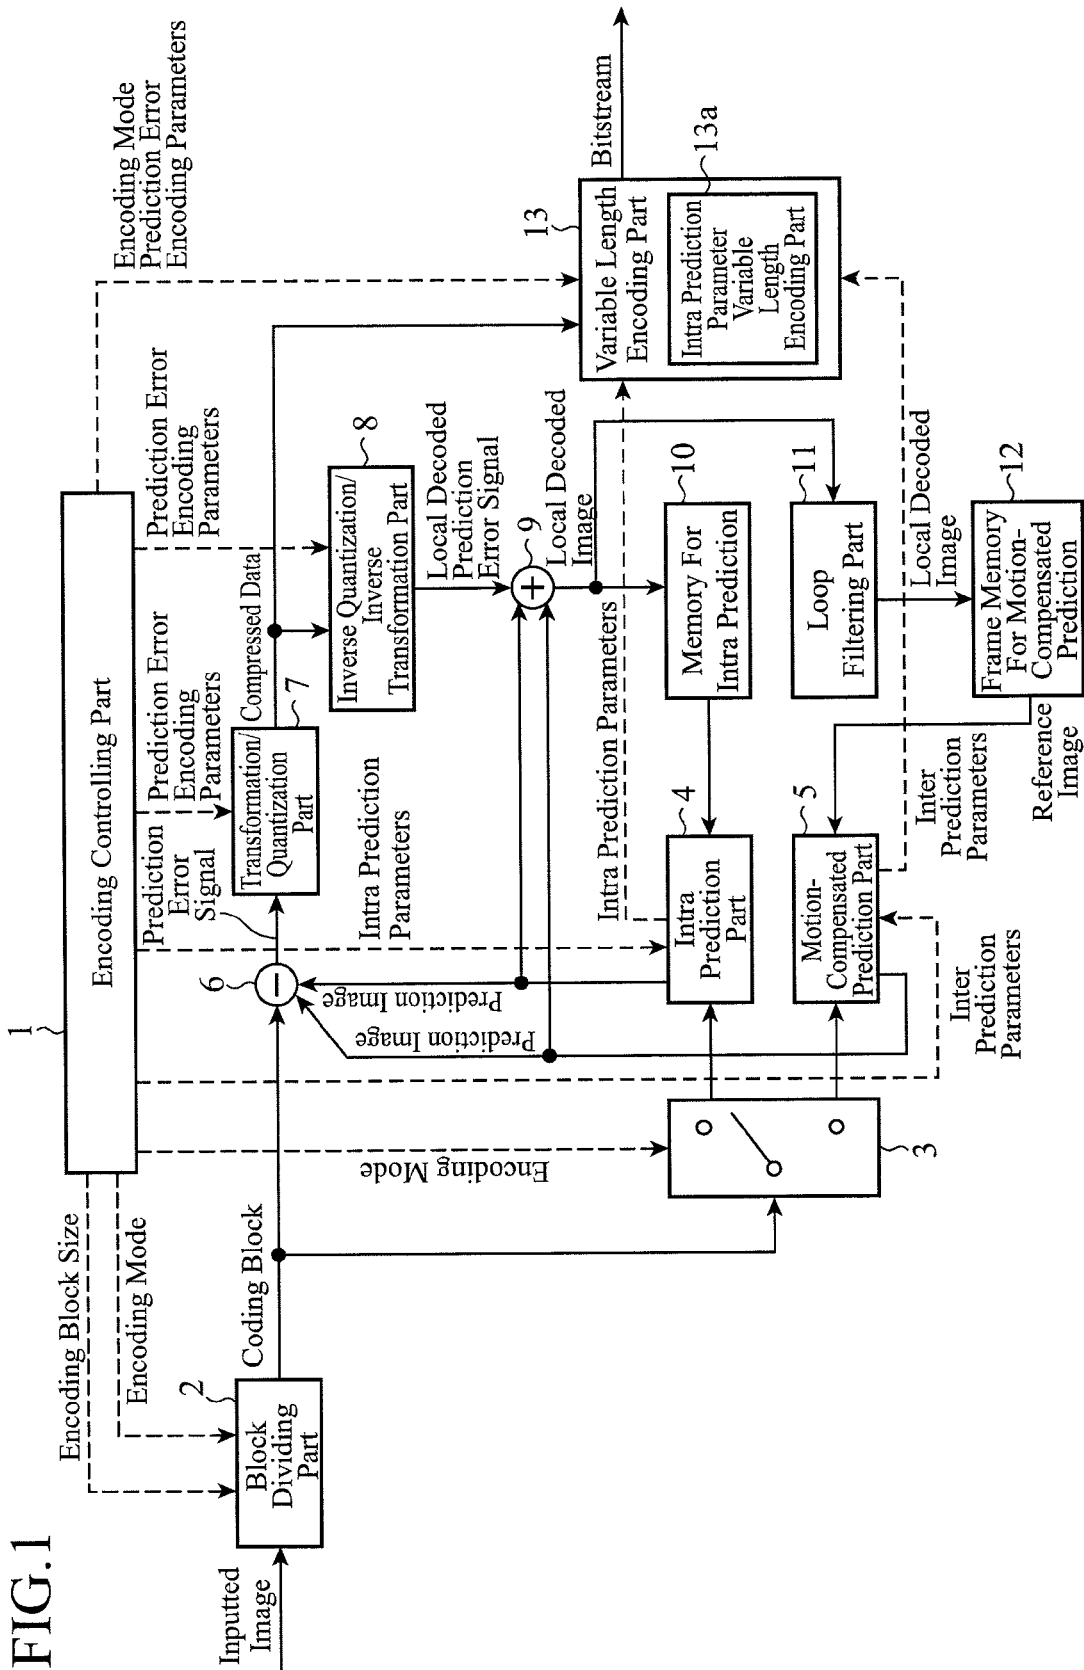 FIG.1
1
Encoding Controlling Part
Encoding Block Size
Encoding Mode
Encoding Mode
Prediction Error
Encoding Parameters
Inputted
Image
2
Block
Dividing
Part
Coding Block
6
−
Prediction
Error
Signal
Prediction Error
Encoding
Parameters
Transformation/
Quantization
Part
7
Compressed Data
Prediction Error
Encoding
Parameters
Inverse Quantization/
Inverse
Transformation Part
8
Local Decoded
Prediction
Error Signal
+
9
Local Decoded
Image
Encoding Mode
3
Prediction Image
Prediction Image
Intra Prediction
Parameters
Intra
Prediction
Part
4
Intra Prediction Parameters
Memory For
Intra Prediction
10
Inter
Prediction
Parameters
Motion-
Compensated
Prediction Part
5
Inter
Prediction
Parameters
Loop
Filtering Part
11
Local Decoded
Image
Reference
Image
Frame Memory
For Motion-
Compensated
Prediction
12
13
Variable Length
Encoding Part
Intra Prediction
Parameter
Variable
Length
Encoding Part
13a
Bitstream